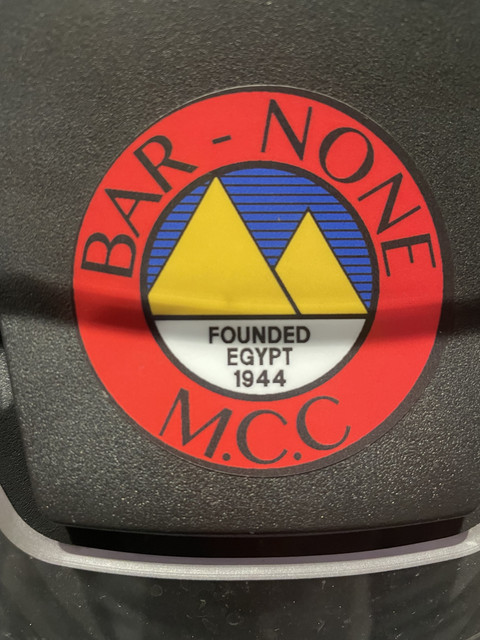 BAR - NONE
FOUNDED
EGYPT
1944
M.C.C